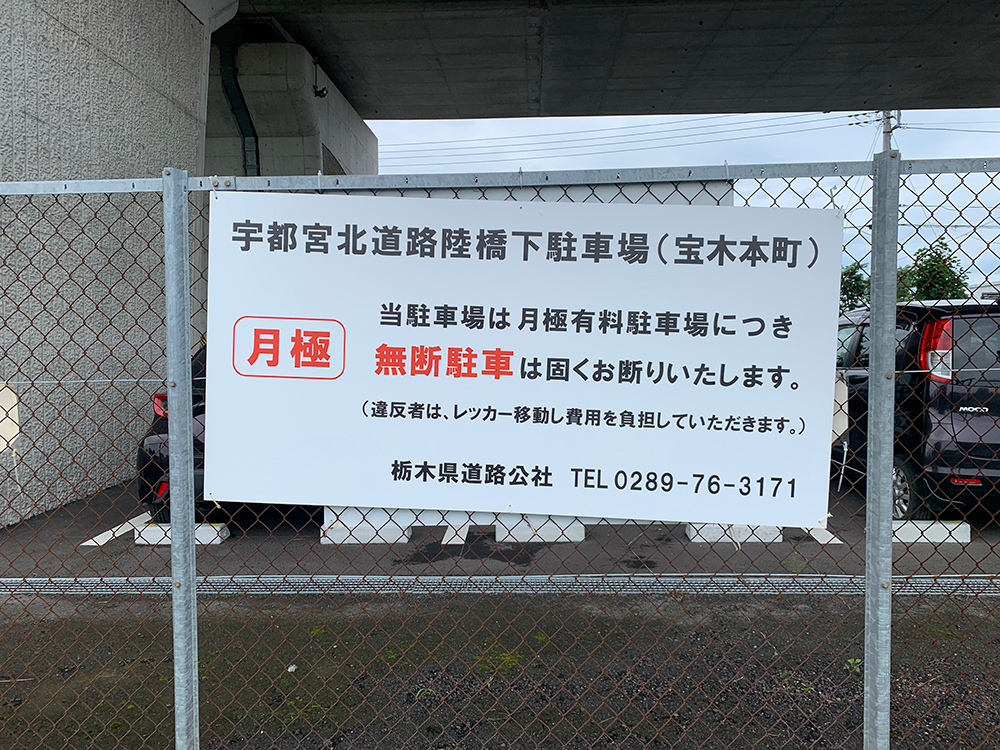 宇都宮北道路陸橋下駐車場（宝木本町）
月極
当駐車場は月極有料駐車場につき
無断駐車は固くお断りいたします。
（違反者は、レッカー移動し費用を負担していただきます。）
栃木県道路公社 TEL 0289-76-3171
MOCO